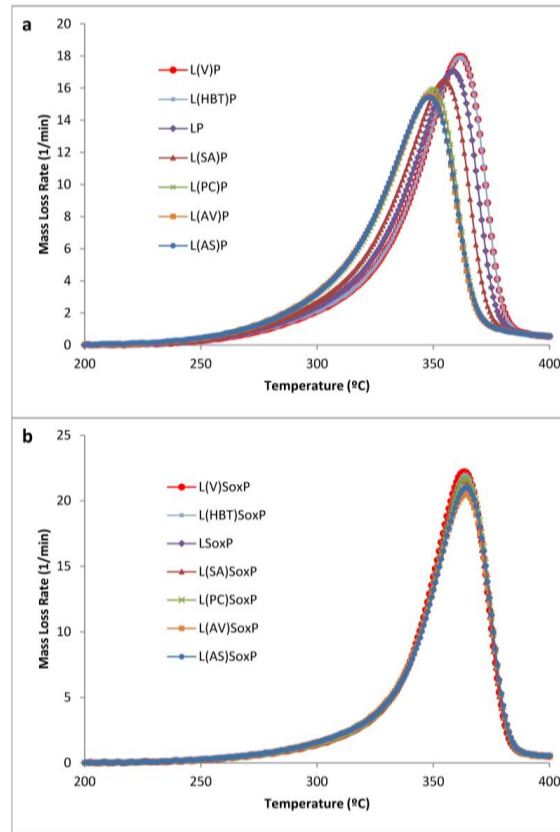 a
20
18
16
14
12
10
8
6
4
2
0
Mass Loss Rate (1/min)
L(V)P
L(HBT)P
LP
L(SA)P
L(PC)P
L(AV)P
L(AS)P
200 250 300 350 400
Temperature (ºC)
b
25
20
15
10
5
0
Mass Loss Rate (1/min)
L(V)SoxP
L(HBT)SoxP
LSoxP
L(SA)SoxP
L(PC)SoxP
L(AV)SoxP
L(AS)SoxP
200 250 300 350 400
Temperature (ºC)